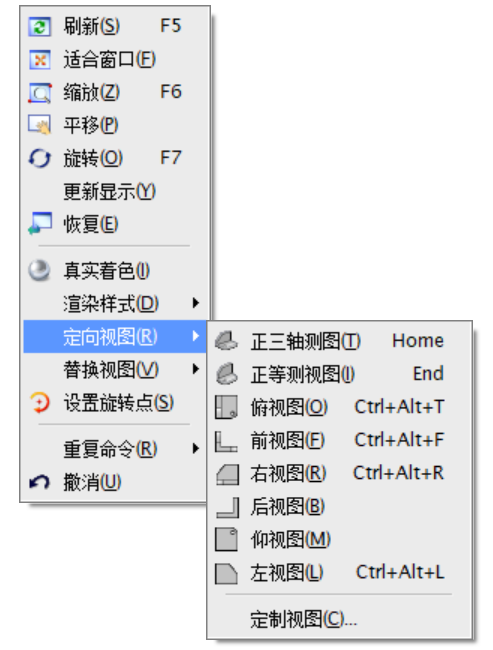 刷新(S) F5
适合窗口(F)
缩放(Z) F6
平移(P)
旋转(O) F7
更新显示(Y)
恢复(E)
真实着色(I)
渲染样式(D)
定向视图(R)
替换视图(V)
设置旋转点(S)
重复命令(R)
撤消(U)
正三轴测图(T) Home
正等测视图(I) End
俯视图(O) Ctrl+Alt+T
前视图(F) Ctrl+Alt+F
右视图(R) Ctrl+Alt+R
后视图(B)
仰视图(M)
左视图(L) Ctrl+Alt+L
定制视图(C)...